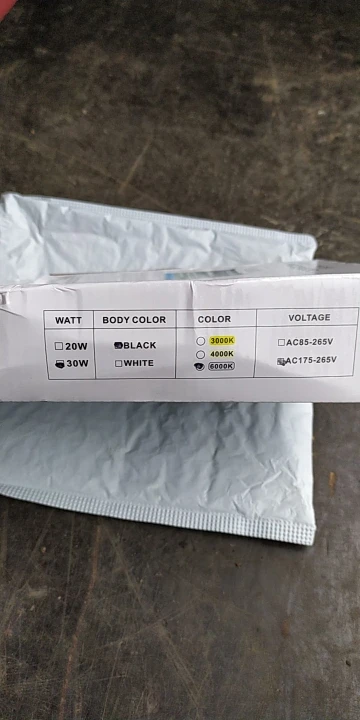 WATT BODY COLOR COLOR VOLTAGE
20W BLACK 3000K AC85-265V
4000K
30W WHITE 6000K AC175-265V